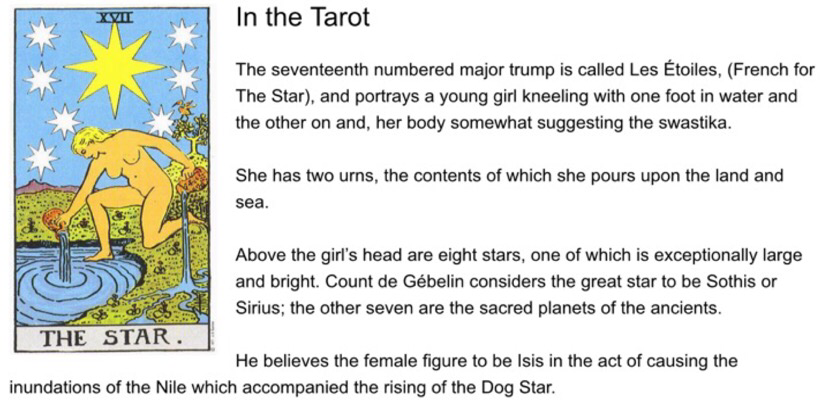 XVII
THE STAR.
In the Tarot
The seventeenth numbered major trump is called Les Étoiles, (French for
The Star), and portrays a young girl kneeling with one foot in water and
the other on and, her body somewhat suggesting the swastika.
She has two urns, the contents of which she pours upon the land and
sea.
Above the girl's head are eight stars, one of which is exceptionally large
and bright. Count de Gébelin considers the great star to be Sothis or
Sirius; the other seven are the sacred planets of the ancients.
He believes the female figure to be Isis in the act of causing the
inundations of the Nile which accompanied the rising of the Dog Star.